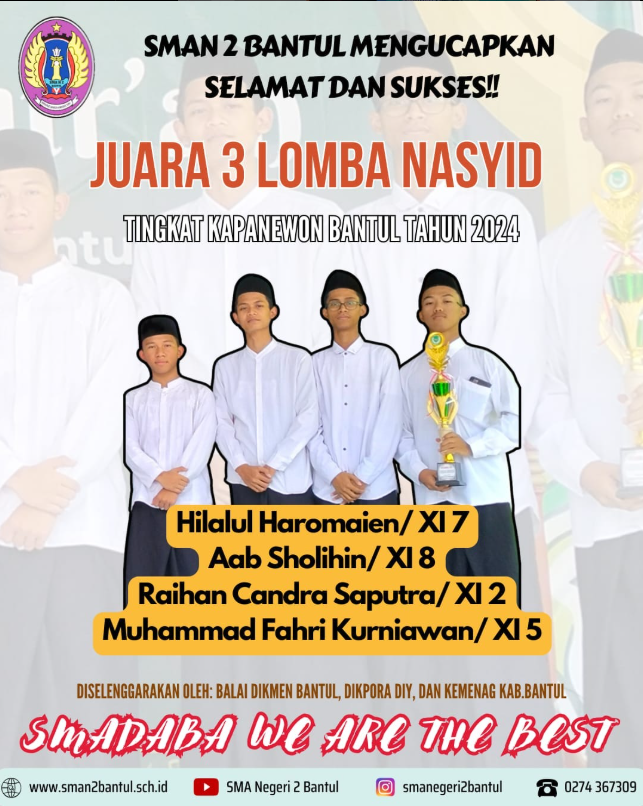 SMAN 2 BANTUL MENGUCAPKAN
SELAMAT DAN SUKSES!!
JUARA 3 LOMBA NASYID
TINGKAT KAPANEWON BANTUL TAHUN 2024
Hilalul Haromaien/ XI 7
Aab Sholihin/ XI 8
Raihan Candra Saputra/ XI 2
Muhammad Fahri Kurniawan/ XI 5
DISELENGGARAKAN OLEH: BALAI DIKMEN BANTUL, DIKPORA DIY, DAN KEMENAG KAB.BANTUL
SMADABA WE ARE THE BEST
www.sman2bantul.sch.id SMA Negeri 2 Bantul smanegeri2bantul 0274 367309